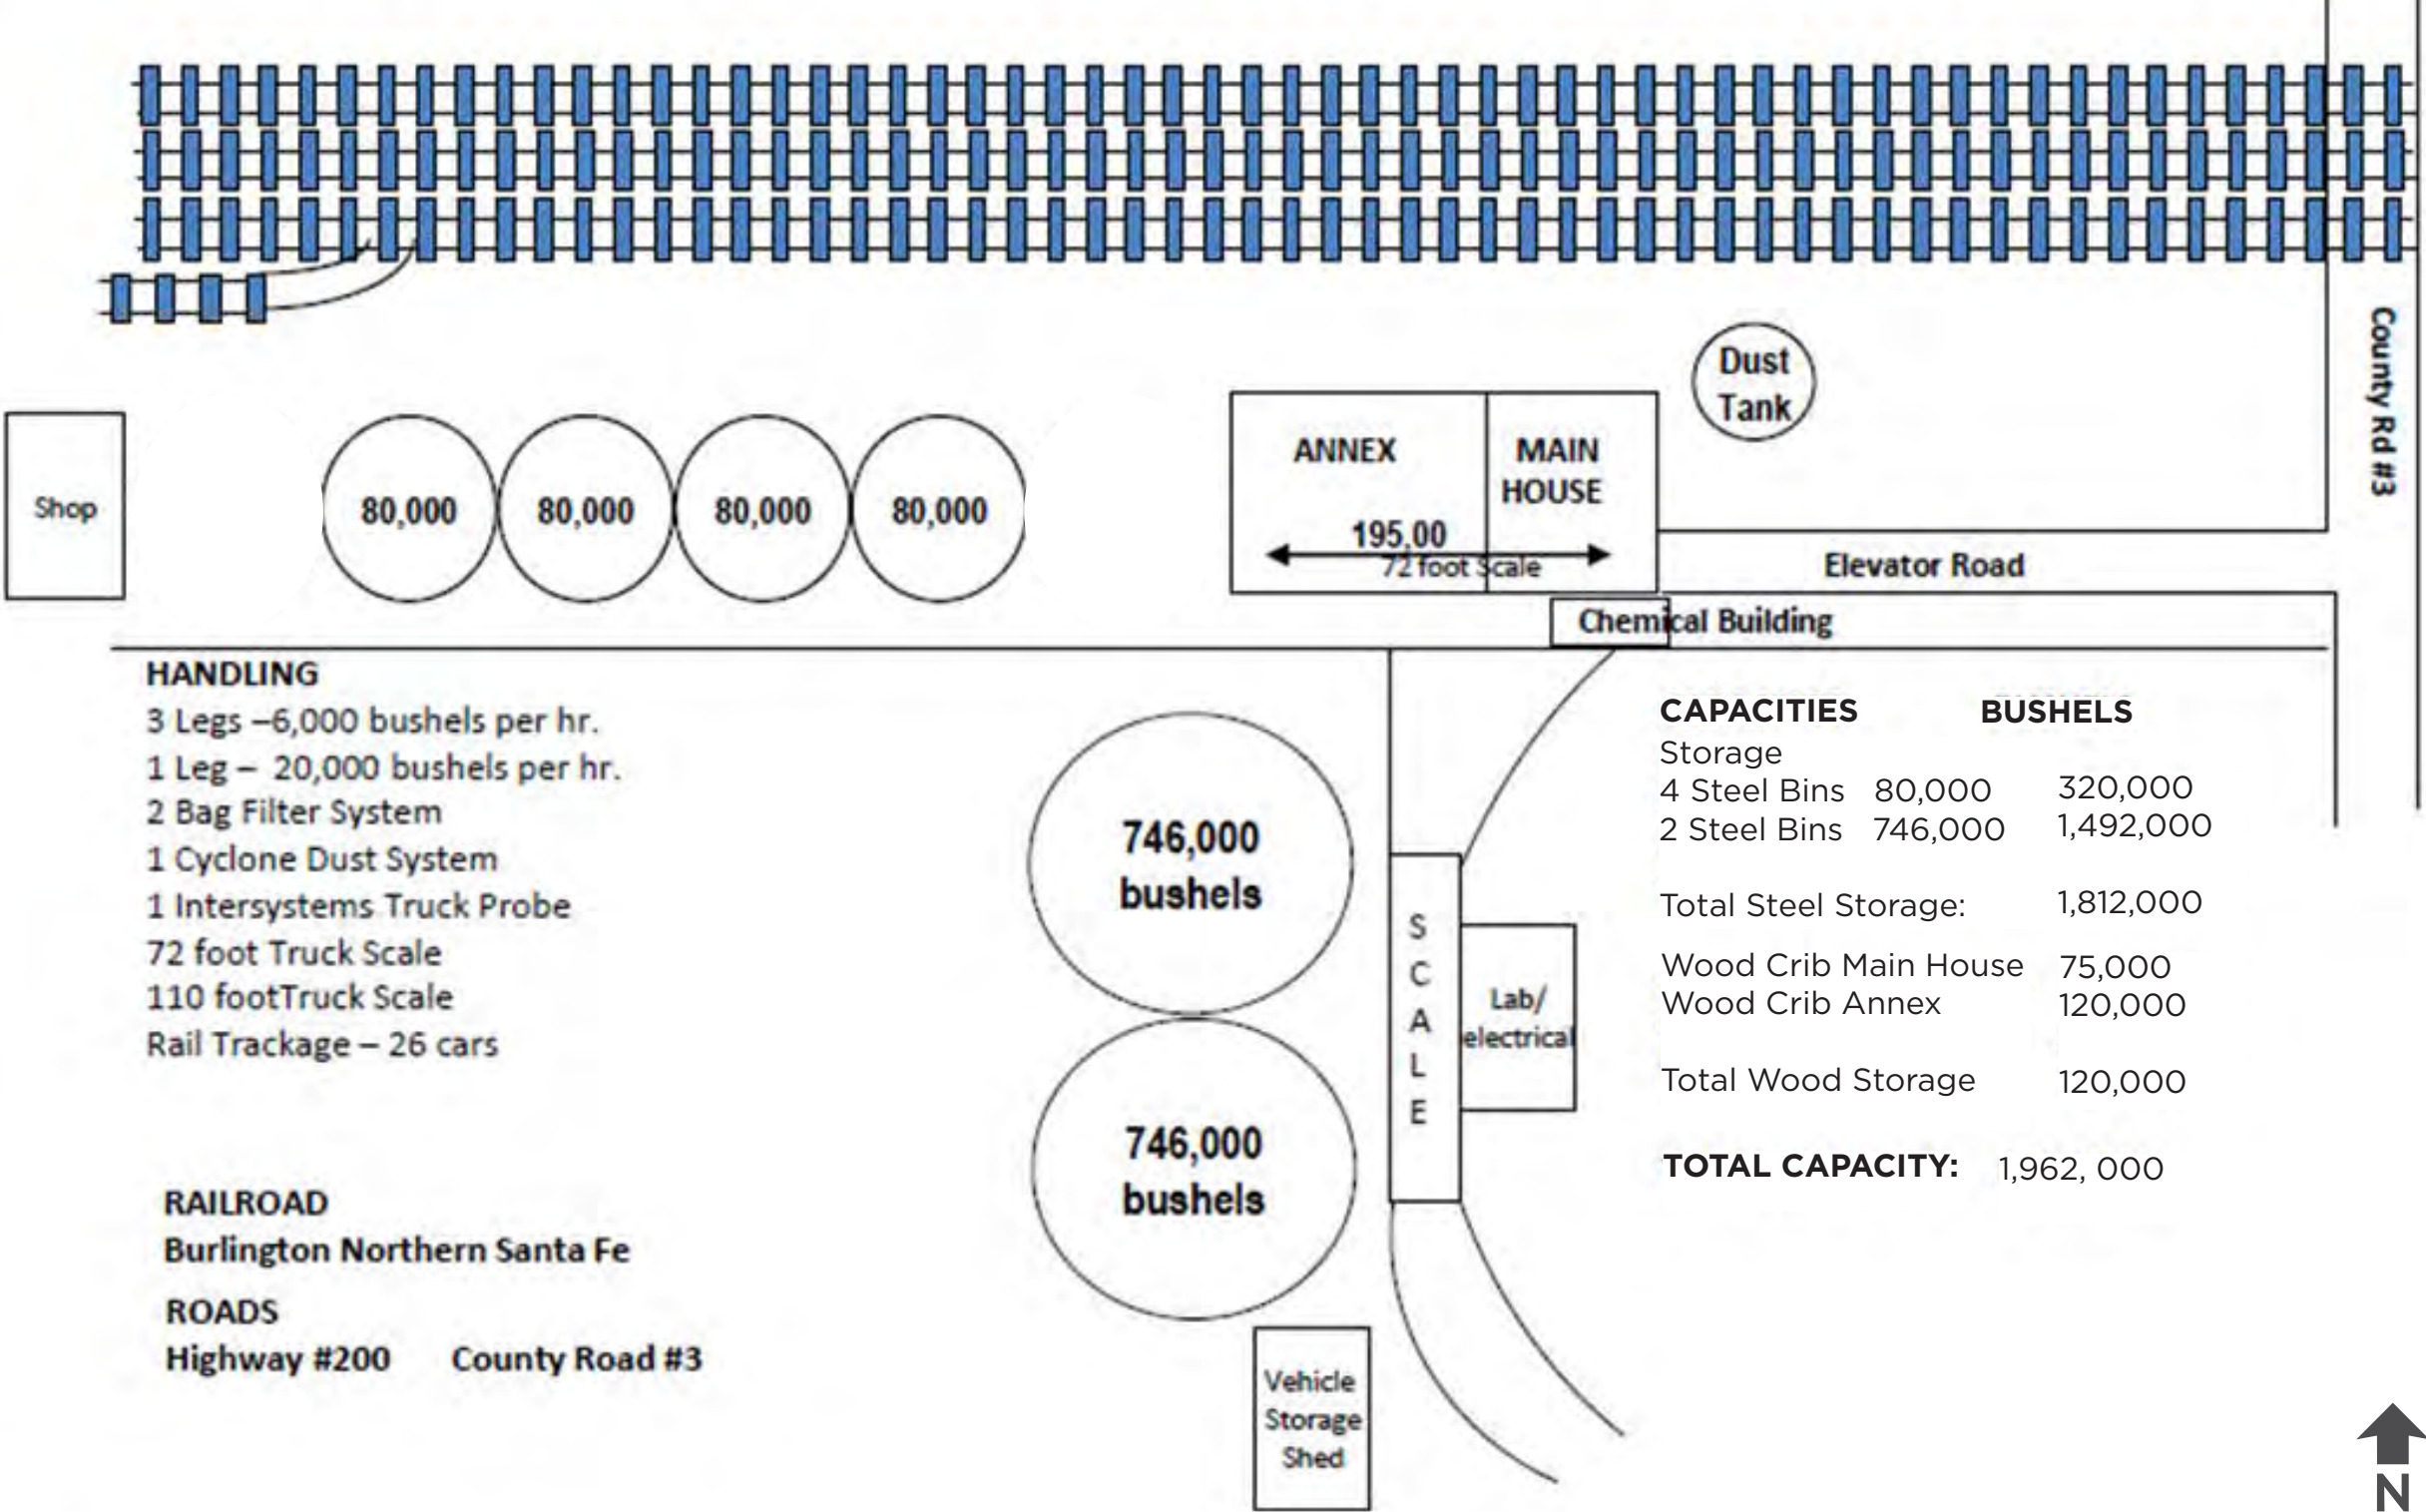 County Rd #3
Dust
Tank
Shop
80,000
80,000
80,000
80,000
ANNEX
MAIN
HOUSE
195,00
72 foot Scale
Elevator Road
Chemical Building
HANDLING
3 Legs –6,000 bushels per hr.
1 Leg – 20,000 bushels per hr.
2 Bag Filter System
1 Cyclone Dust System
1 Intersystems Truck Probe
72 foot Truck Scale
110 footTruck Scale
Rail Trackage – 26 cars
RAILROAD
Burlington Northern Santa Fe
ROADS
Highway #200 County Road #3
746,000
bushels
746,000
bushels
SCALE
Lab/
electrical
Vehicle
Storage
Shed
CAPACITIES BUSHELS
Storage
4 Steel Bins 80,000 320,000
2 Steel Bins 746,000 1,492,000
Total Steel Storage: 1,812,000
Wood Crib Main House 75,000
Wood Crib Annex 120,000
Total Wood Storage 120,000
TOTAL CAPACITY: 1,962, 000
N